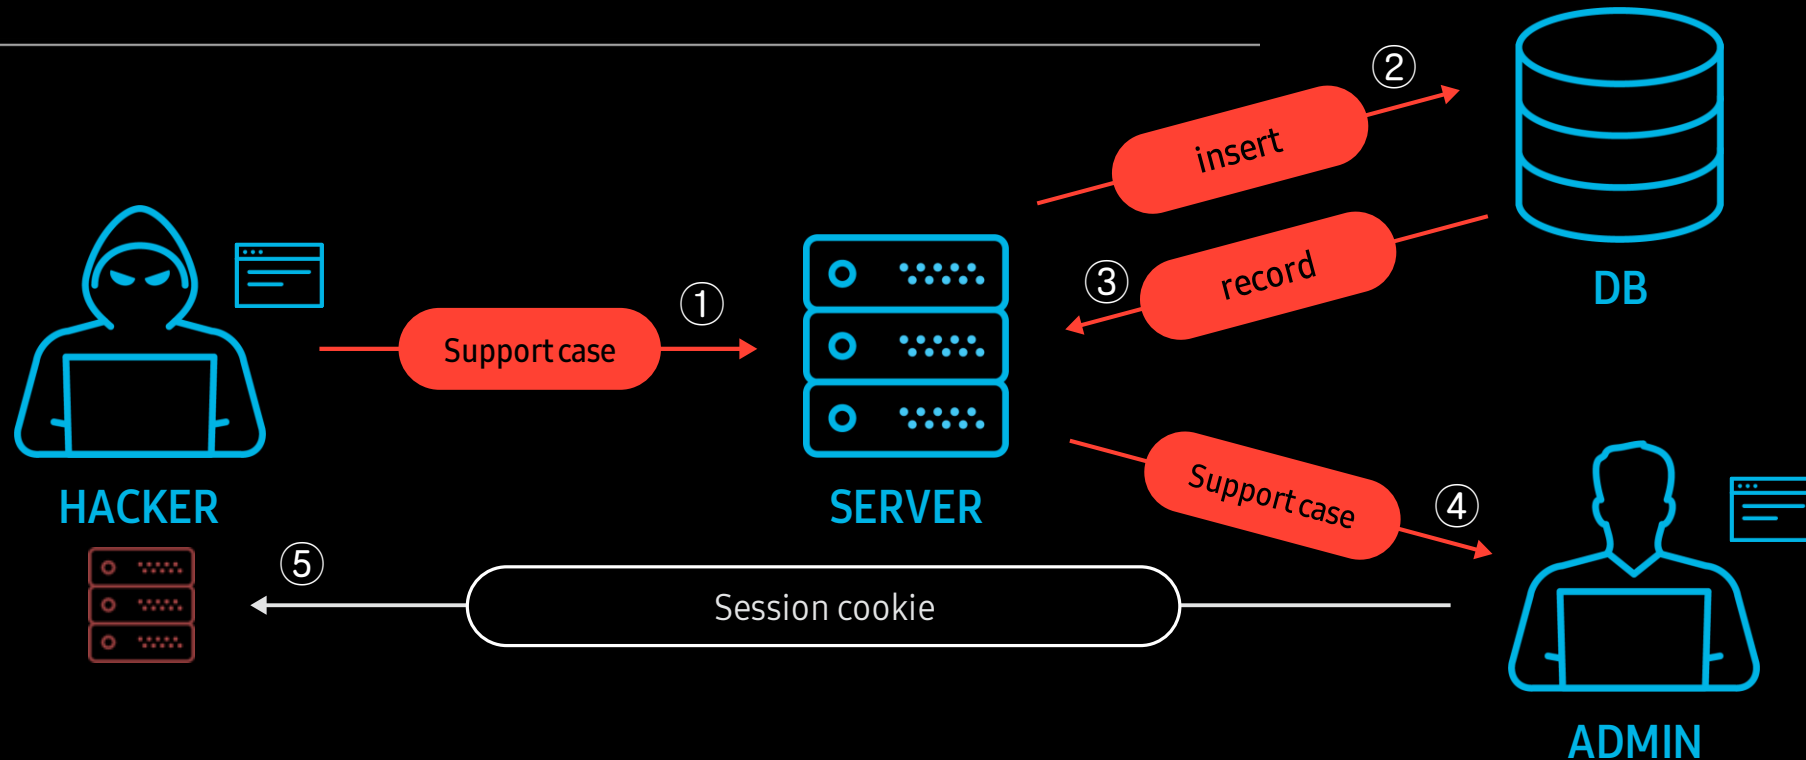 ②
insert
③
record
DB
①
Support case
HACKER
SERVER
Support case
④
⑤
Session cookie
ADMIN